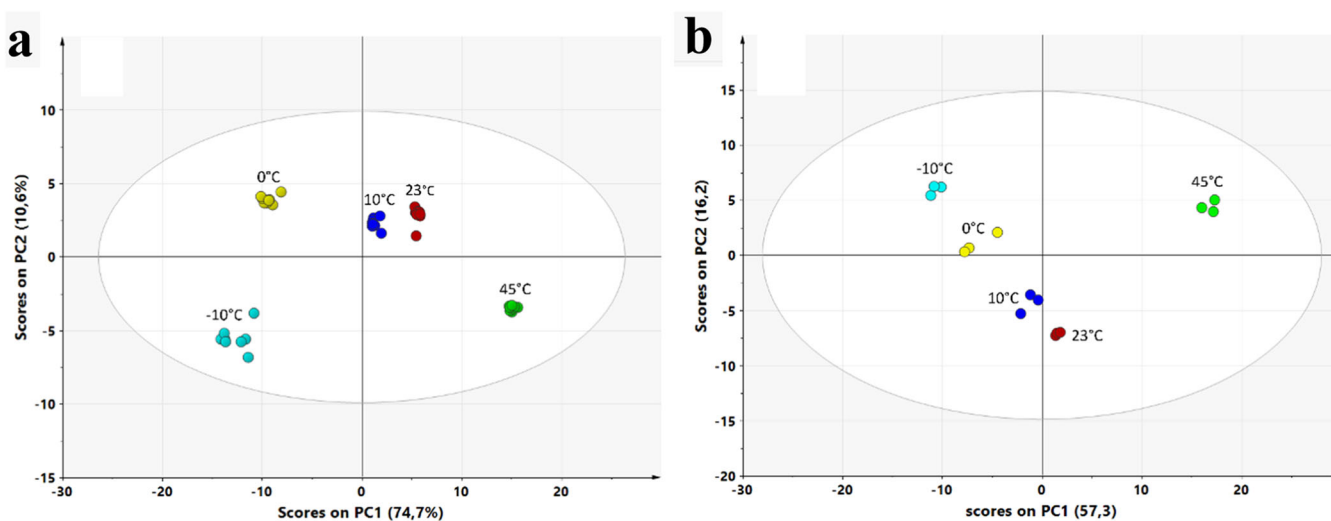 a
10
5
0
-5
-10
-15
-30
-20
-10
0
10
20
Scores on PC2 (10,6%)
Scores on PC1 (74,7%)
0°C
10°C
23°C
45°C
-10°C
b
15
10
5
0
-5
-10
-15
-20
-30
-20
-10
0
10
20
Scores on PC2 (16,2)
scores on PC1 (57,3)
-10°C
45°C
0°C
10°C
23°C